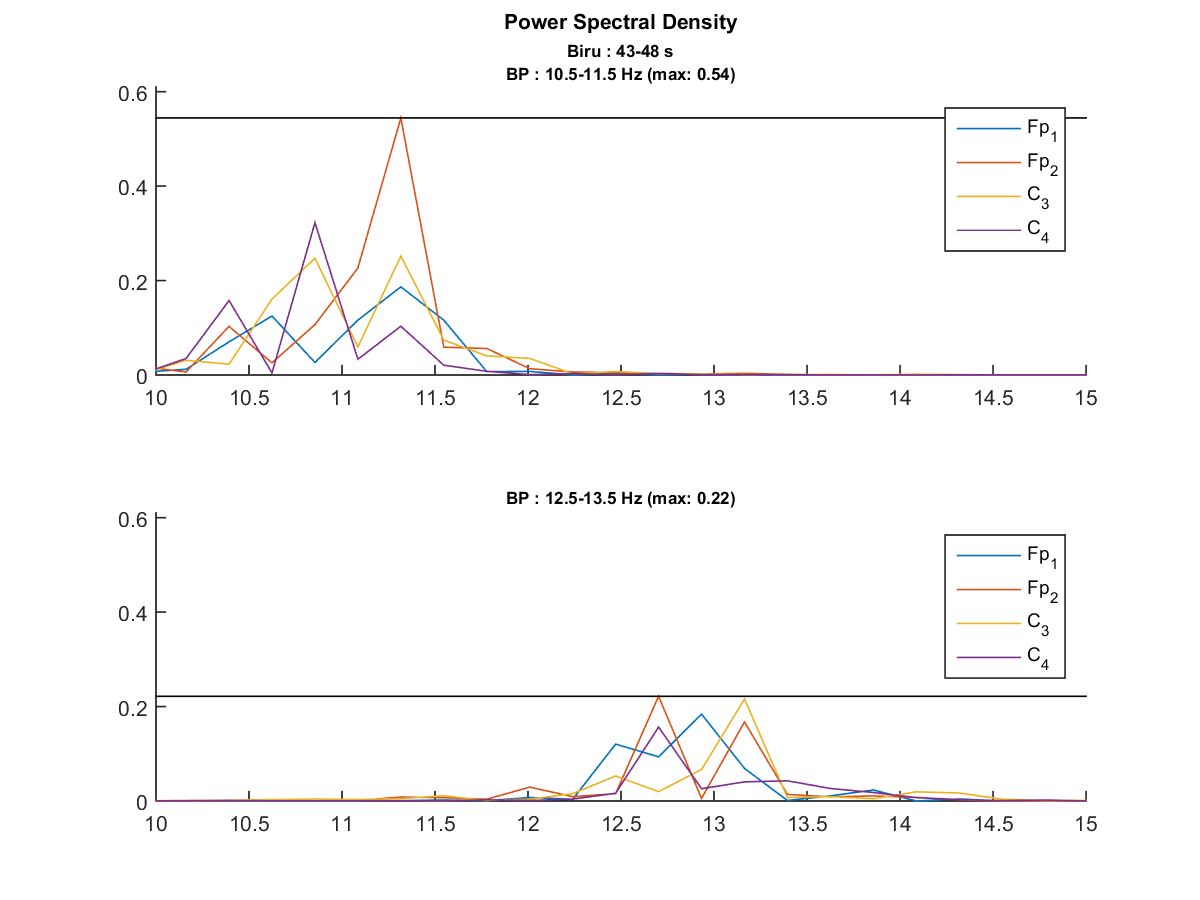 Power Spectral Density
Biru : 43-48 s
BP : 10.5-11.5 Hz (max: 0.54)
0.6
0.4
0.2
0
10 10.5 11 11.5 12 12.5 13 13.5 14 14.5 15
Fp1
Fp2
C3
C4
BP : 12.5-13.5 Hz (max: 0.22)
0.6
0.4
0.2
0
10 10.5 11 11.5 12 12.5 13 13.5 14 14.5 15
Fp1
Fp2
C3
C4